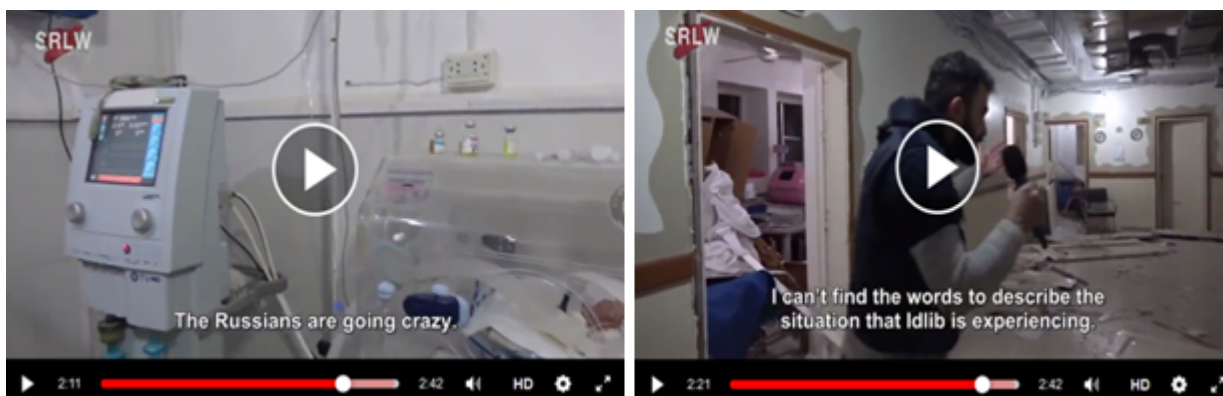 SRLW
The Russians are going crazy.
2:11
2:42
HD
SRLW
I can't find the words to describe the
situation that Idlib is experiencing.
2:21
2:42
HD